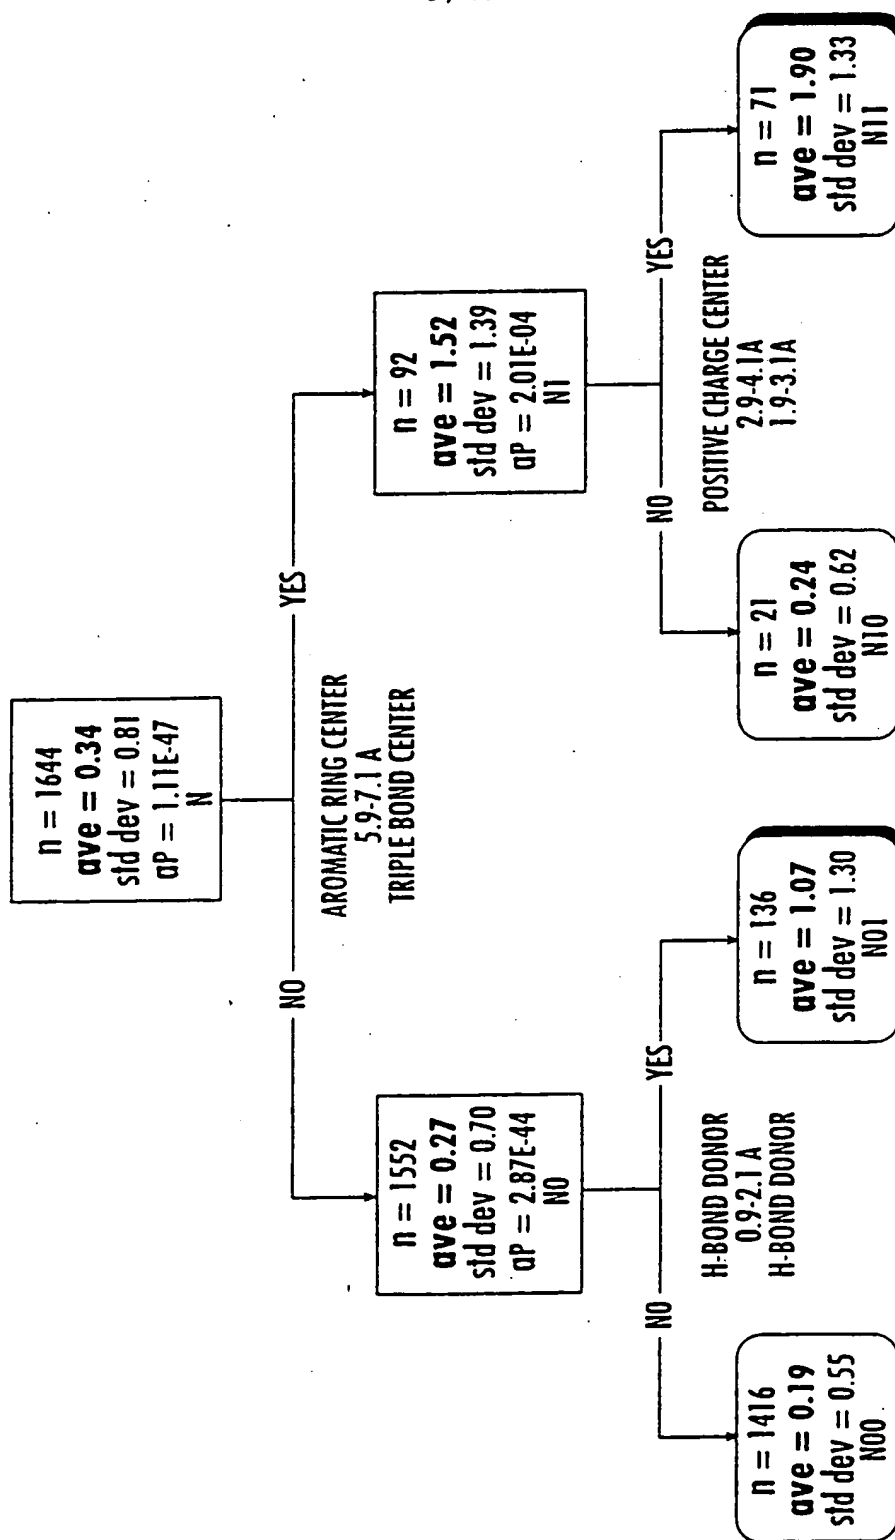 n = 1644
ave = 0.34
std dev = 0.81
aP = 1.11E-47
N
NO
YES
AROMATIC RING CENTER
5.9-7.1 A
TRIPLE BOND CENTER
n = 1552
ave = 0.27
std dev = 0.70
aP = 2.87E-44
N0
n = 92
ave = 1.52
std dev = 1.39
aP = 2.01E-04
N1
NO
YES
H-BOND DONOR
0.9-2.1 A
H-BOND DONOR
NO
YES
POSITIVE CHARGE CENTER
2.9-4.1A
1.9-3.1A
n = 1416
ave = 0.19
std dev = 0.55
N00
n = 136
ave = 1.07
std dev = 1.30
N01
n = 21
ave = 0.24
std dev = 0.62
N10
n = 71
ave = 1.90
std dev = 1.33
N11